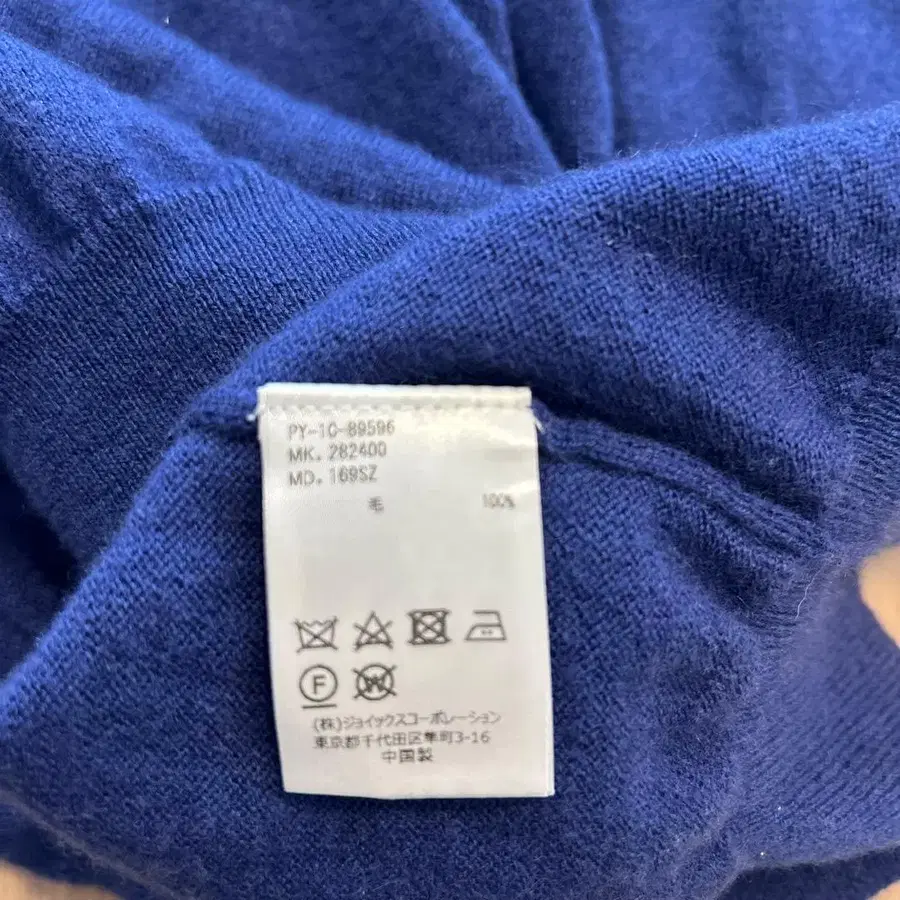 PY-10-89596
MK. 282400
MD. 169SZ
毛 100%
F
W
(株)ジョイックスコーポレーション
東京都千代田区隼町3-16
中国製